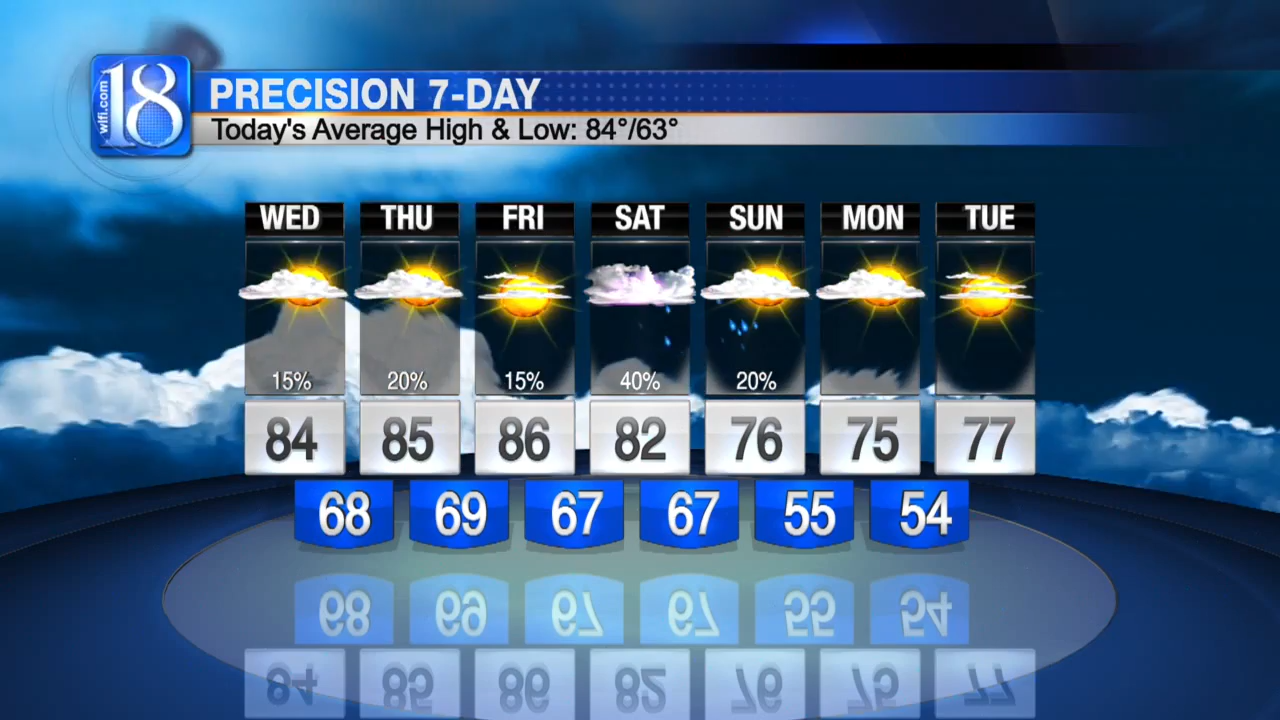 wlfi.com
18
PRECISION 7-DAY
Today's Average High & Low: 84°/63°
WED THU FRI SAT SUN MON TUE
15% 20% 15% 40% 20%
84 85 86 82 76 75 77
68 69 67 67 55 54